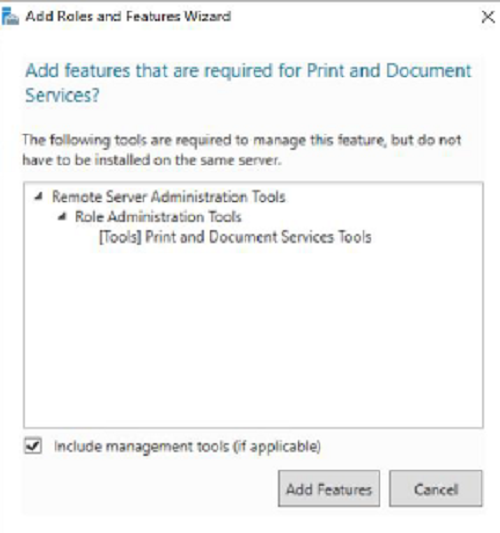 Add Roles and Features Wizard
Add features that are required for Print and Document
Services?
The following tools are required to manage this feature, but do not
have to be installed on the same server.
Remote Server Administration Tools
Role Administration Tools
[Tools] Print and Document Services Tools
Include management tools (if applicable)
Add Features
Cancel